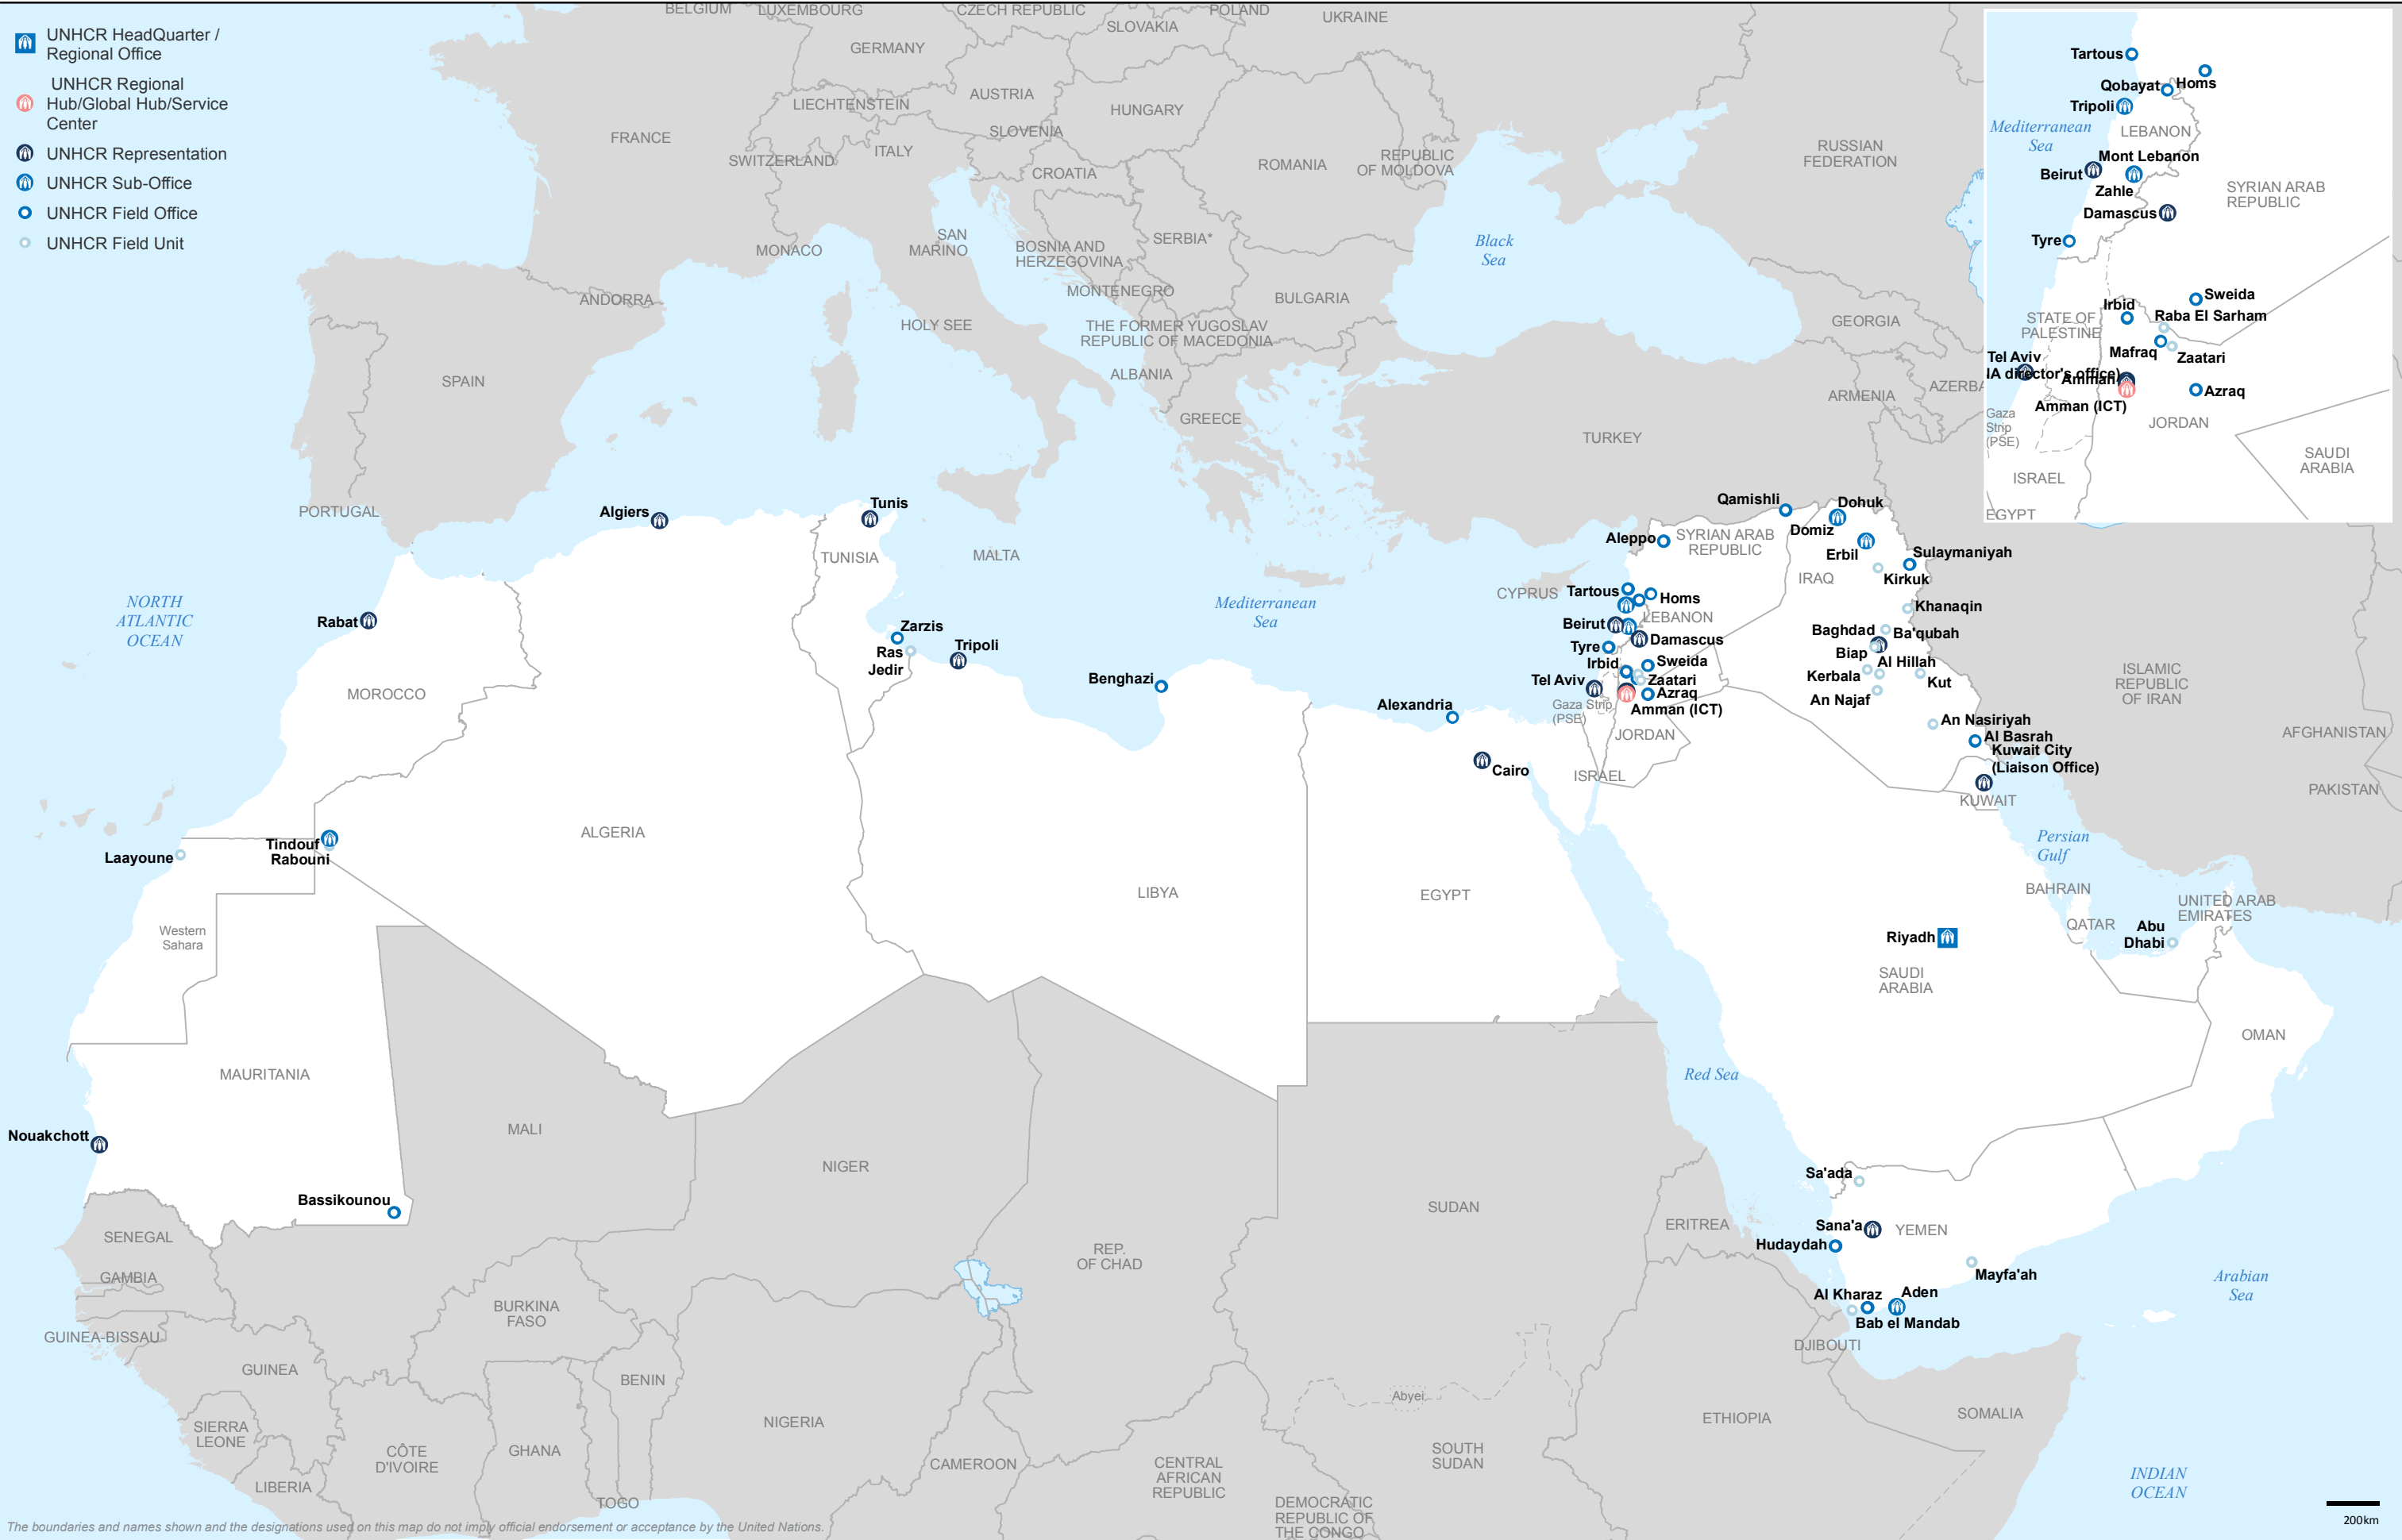 UNHCR HeadQuarter /
Regional Office
UNHCR Regional
Hub/Global Hub/Service
Center
UNHCR Representation
UNHCR Sub-Office
UNHCR Field Office
UNHCR Field Unit
BELGIUM
LUXEMBOURG
CZECH REPUBLIC
POLAND
SLOVAKIA
UKRAINE
GERMANY
LIECHTENSTEIN
AUSTRIA
HUNGARY
FRANCE
SLOVENIA
SWITZERLAND
ITALY
CROATIA
ROMANIA
REPUBLIC
OF MOLDOVA
RUSSIAN
FEDERATION
MONACO
SAN
MARINO
BOSNIA AND
HERZEGOVINA
SERBIA*
Black
Sea
ANDORRA
MONTENEGRO
BULGARIA
HOLY SEE
THE FORMER YUGOSLAV
REPUBLIC OF MACEDONIA
GEORGIA
SPAIN
ALBANIA
ARMENIA
AZERBA
GREECE
TURKEY
PORTUGAL
Tartous
Homs
Qobayat
Tripoli
Mediterranean
Sea
LEBANON
Mont Lebanon
Beirut
Zahle
SYRIAN ARAB
REPUBLIC
Damascus
Tyre
Sweida
Irbid
Raba El Sarham
STATE OF
PALESTINE
Mafraq
Zaatari
Tel Aviv
IA director's office)
Amman
Azraq
Amman (ICT)
Gaza
Strip
(PSE)
JORDAN
SAUDI
ARABIA
ISRAEL
EGYPT
Algiers
Tunis
TUNISIA
MALTA
Qamishli
Dohuk
Domiz
Aleppo
SYRIAN ARAB
REPUBLIC
Erbil
Sulaymaniyah
IRAQ
Kirkuk
CYPRUS
Tartous
Homs
LEBANON
Khanaqin
NORTH
ATLANTIC
OCEAN
Mediterranean
Sea
Rabat
Zarzis
Ras
Jedir
Tripoli
Beirut
Damascus
Baghdad
Ba'qubah
Tyre
Biap
Irbid
Sweida
Al Hillah
Kerbala
Kut
Benghazi
Tel Aviv
Zaatari
Azraq
An Najaf
ISLAMIC
REPUBLIC
OF IRAN
MOROCCO
Alexandria
Gaza Strip
(PSE)
Amman (ICT)
An Nasiriyah
Al Basrah
JORDAN
Kuwait City
(Liaison Office)
AFGHANISTAN
Cairo
ISRAEL
KUWAIT
PAKISTAN
ALGERIA
Tindouf
Rabouni
Laayoune
Persian
Gulf
LIBYA
EGYPT
BAHRAIN
UNITED ARAB
EMIRATES
QATAR
Abu
Dhabi
Western
Sahara
Riyadh
SAUDI
ARABIA
OMAN
MAURITANIA
Red Sea
Nouakchott
MALI
NIGER
Bassikounou
Sa'ada
SUDAN
ERITREA
Sana'a
YEMEN
Hudaydah
SENEGAL
REP.
OF CHAD
GAMBIA
Mayfa'ah
Arabian
Sea
Al Kharaz
Aden
Bab el Mandab
BURKINA
FASO
GUINEA-BISSAU
DJIBOUTI
GUINEA
BENIN
Abyei
SIERRA
LEONE
NIGERIA
ETHIOPIA
SOMALIA
CÔTE
D'IVOIRE
GHANA
SOUTH
SUDAN
LIBERIA
CAMEROON
CENTRAL
AFRICAN
REPUBLIC
INDIAN
OCEAN
TOGO
DEMOCRATIC
REPUBLIC OF
THE CONGO
200km
The boundaries and names shown and the designations used on this map do not imply official endorsement or acceptance by the United Nations.